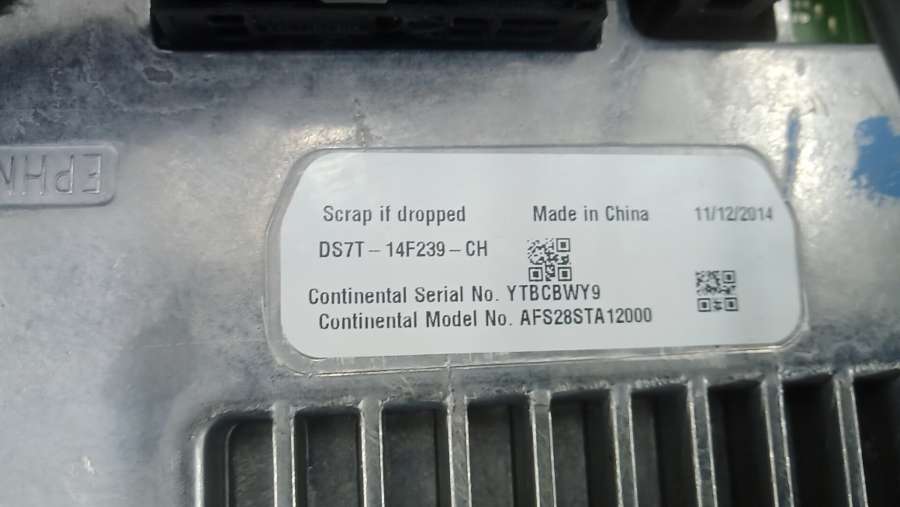 Scrap if dropped Made in China 11/12/2014
DS7T - 14F239 - CH
Continental Serial No. YTBCBWY9
Continental Model No. AFS28STA12000